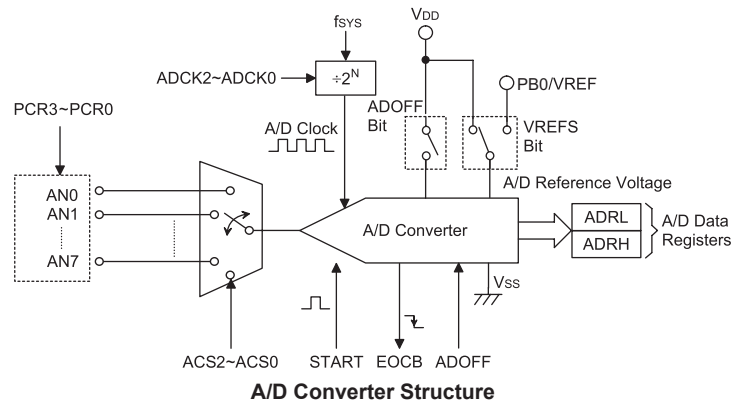 fSYS
VDD
ADCK2~ADCK0
÷2N
PB0/VREF
PCR3~PCR0
ADOFF
Bit
VREFS
Bit
A/D Clock
A/D Reference Voltage
AN0
AN1
AN7
A/D Converter
ADRL
ADRH
A/D Data
Registers
VSS
ACS2~ACS0
START
EOCB
ADOFF
A/D Converter Structure